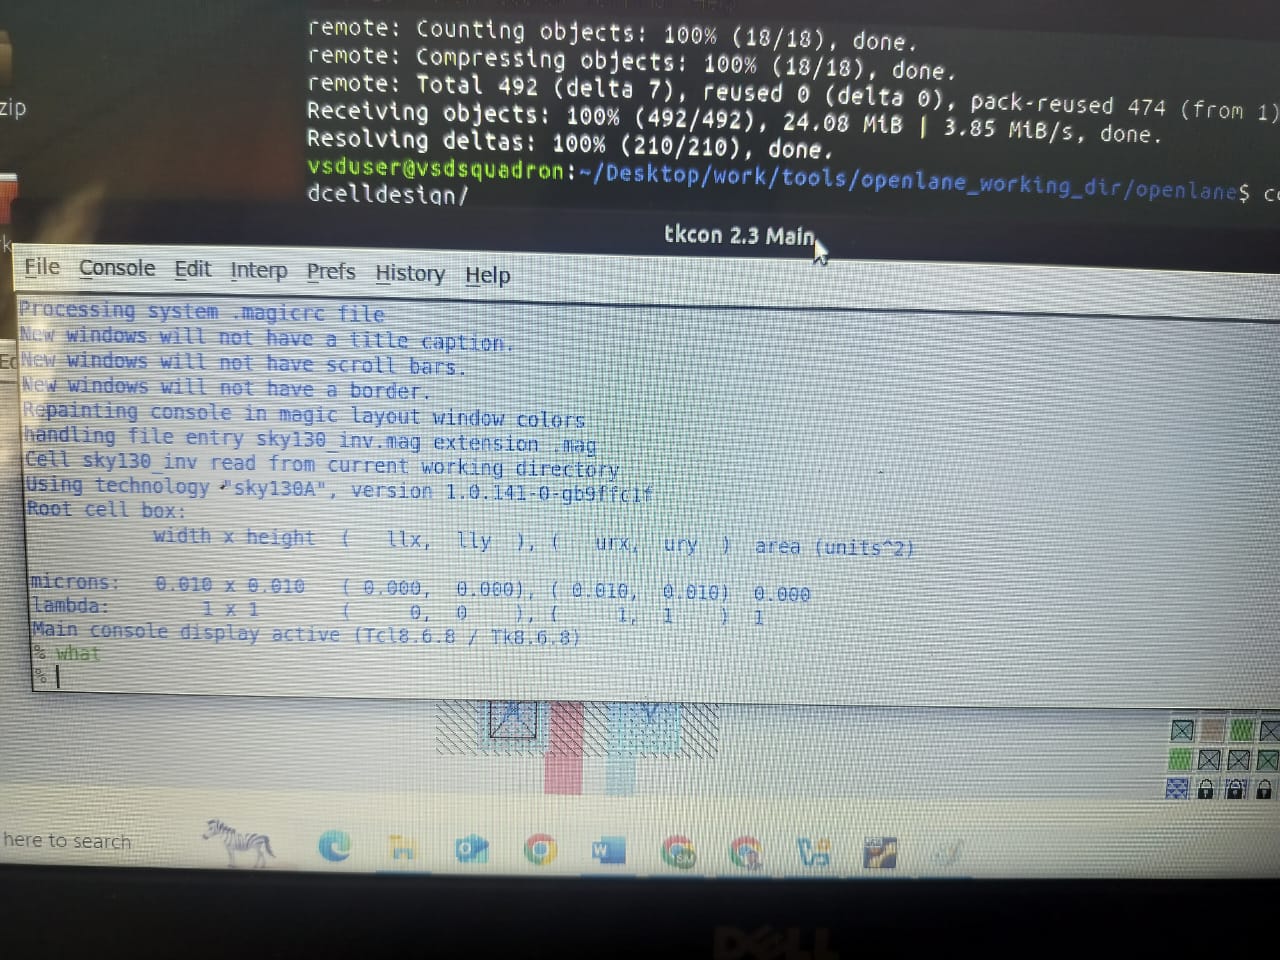 remote: Counting objects: 100% (18/18), done.
remote: Compressing objects: 100% (18/18), done.
remote: Total 492 (delta 7), reused 0 (delta 0), pack-reused 474 (from 1)
Receiving objects: 100% (492/492), 24.08 MiB | 3.85 MiB/s, done.
Resolving deltas: 100% (210/210), done.
vsduser@vsdsquadron:~/Desktop/work/tools/openlane_working_dir/openlane$
dcelldesign/
zip
tkcon 2.3 Main
File Console Edit Interp Prefs History Help
Processing system .magicrc file
New windows will not have a title caption.
New windows will not have scroll bars.
New windows will not have a border.
Repainting console in magic layout window colors
handling file entry sky130_inv.mag extension .mag
Cell sky130_inv read from current working directory
Using technology "sky130A", version 1.0.141-0-gb9ffc1f
Root cell box:
width x height ( llx, lly ), ( urx, ury ) area (units^2)
microns: 0.010 x 0.010 ( 0.000, 0.000), ( 0.010, 0.010) 0.000
lambda: 1 x 1 ( 0, 0 ), ( 1, 1 ) 1
Main console display active (Tcl8.6.8 / Tk8.6.8)
% what
%
A Y
here to search
DELL